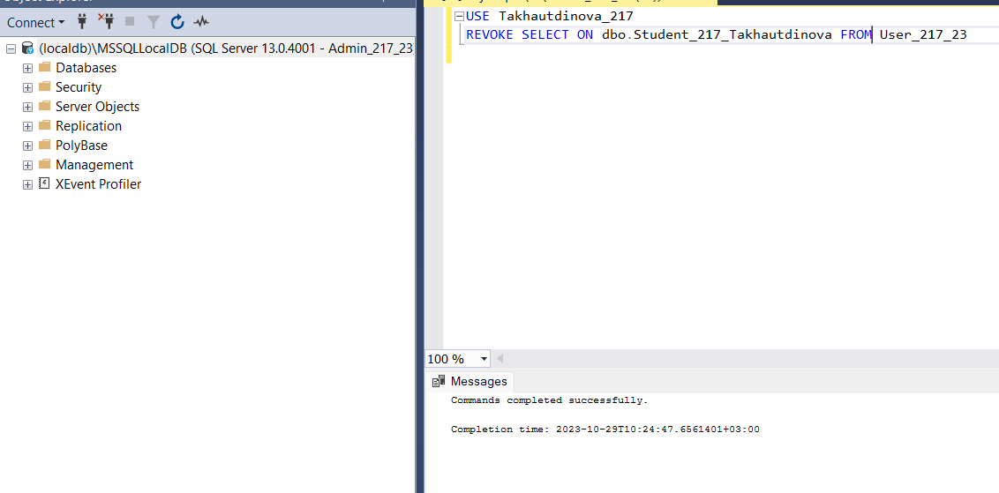 Connect
(localdb)\MSSQLLocalDB (SQL Server 13.0.4001 - Admin_217_23
Databases
Security
Server Objects
Replication
PolyBase
Management
XEvent Profiler
USE Takhautdinova_217
REVOKE SELECT ON dbo.Student_217_Takhautdinova FROM User_217_23
100 %
Messages
Commands completed successfully.
Completion time: 2023-10-29T10:24:47.6561401+03:00